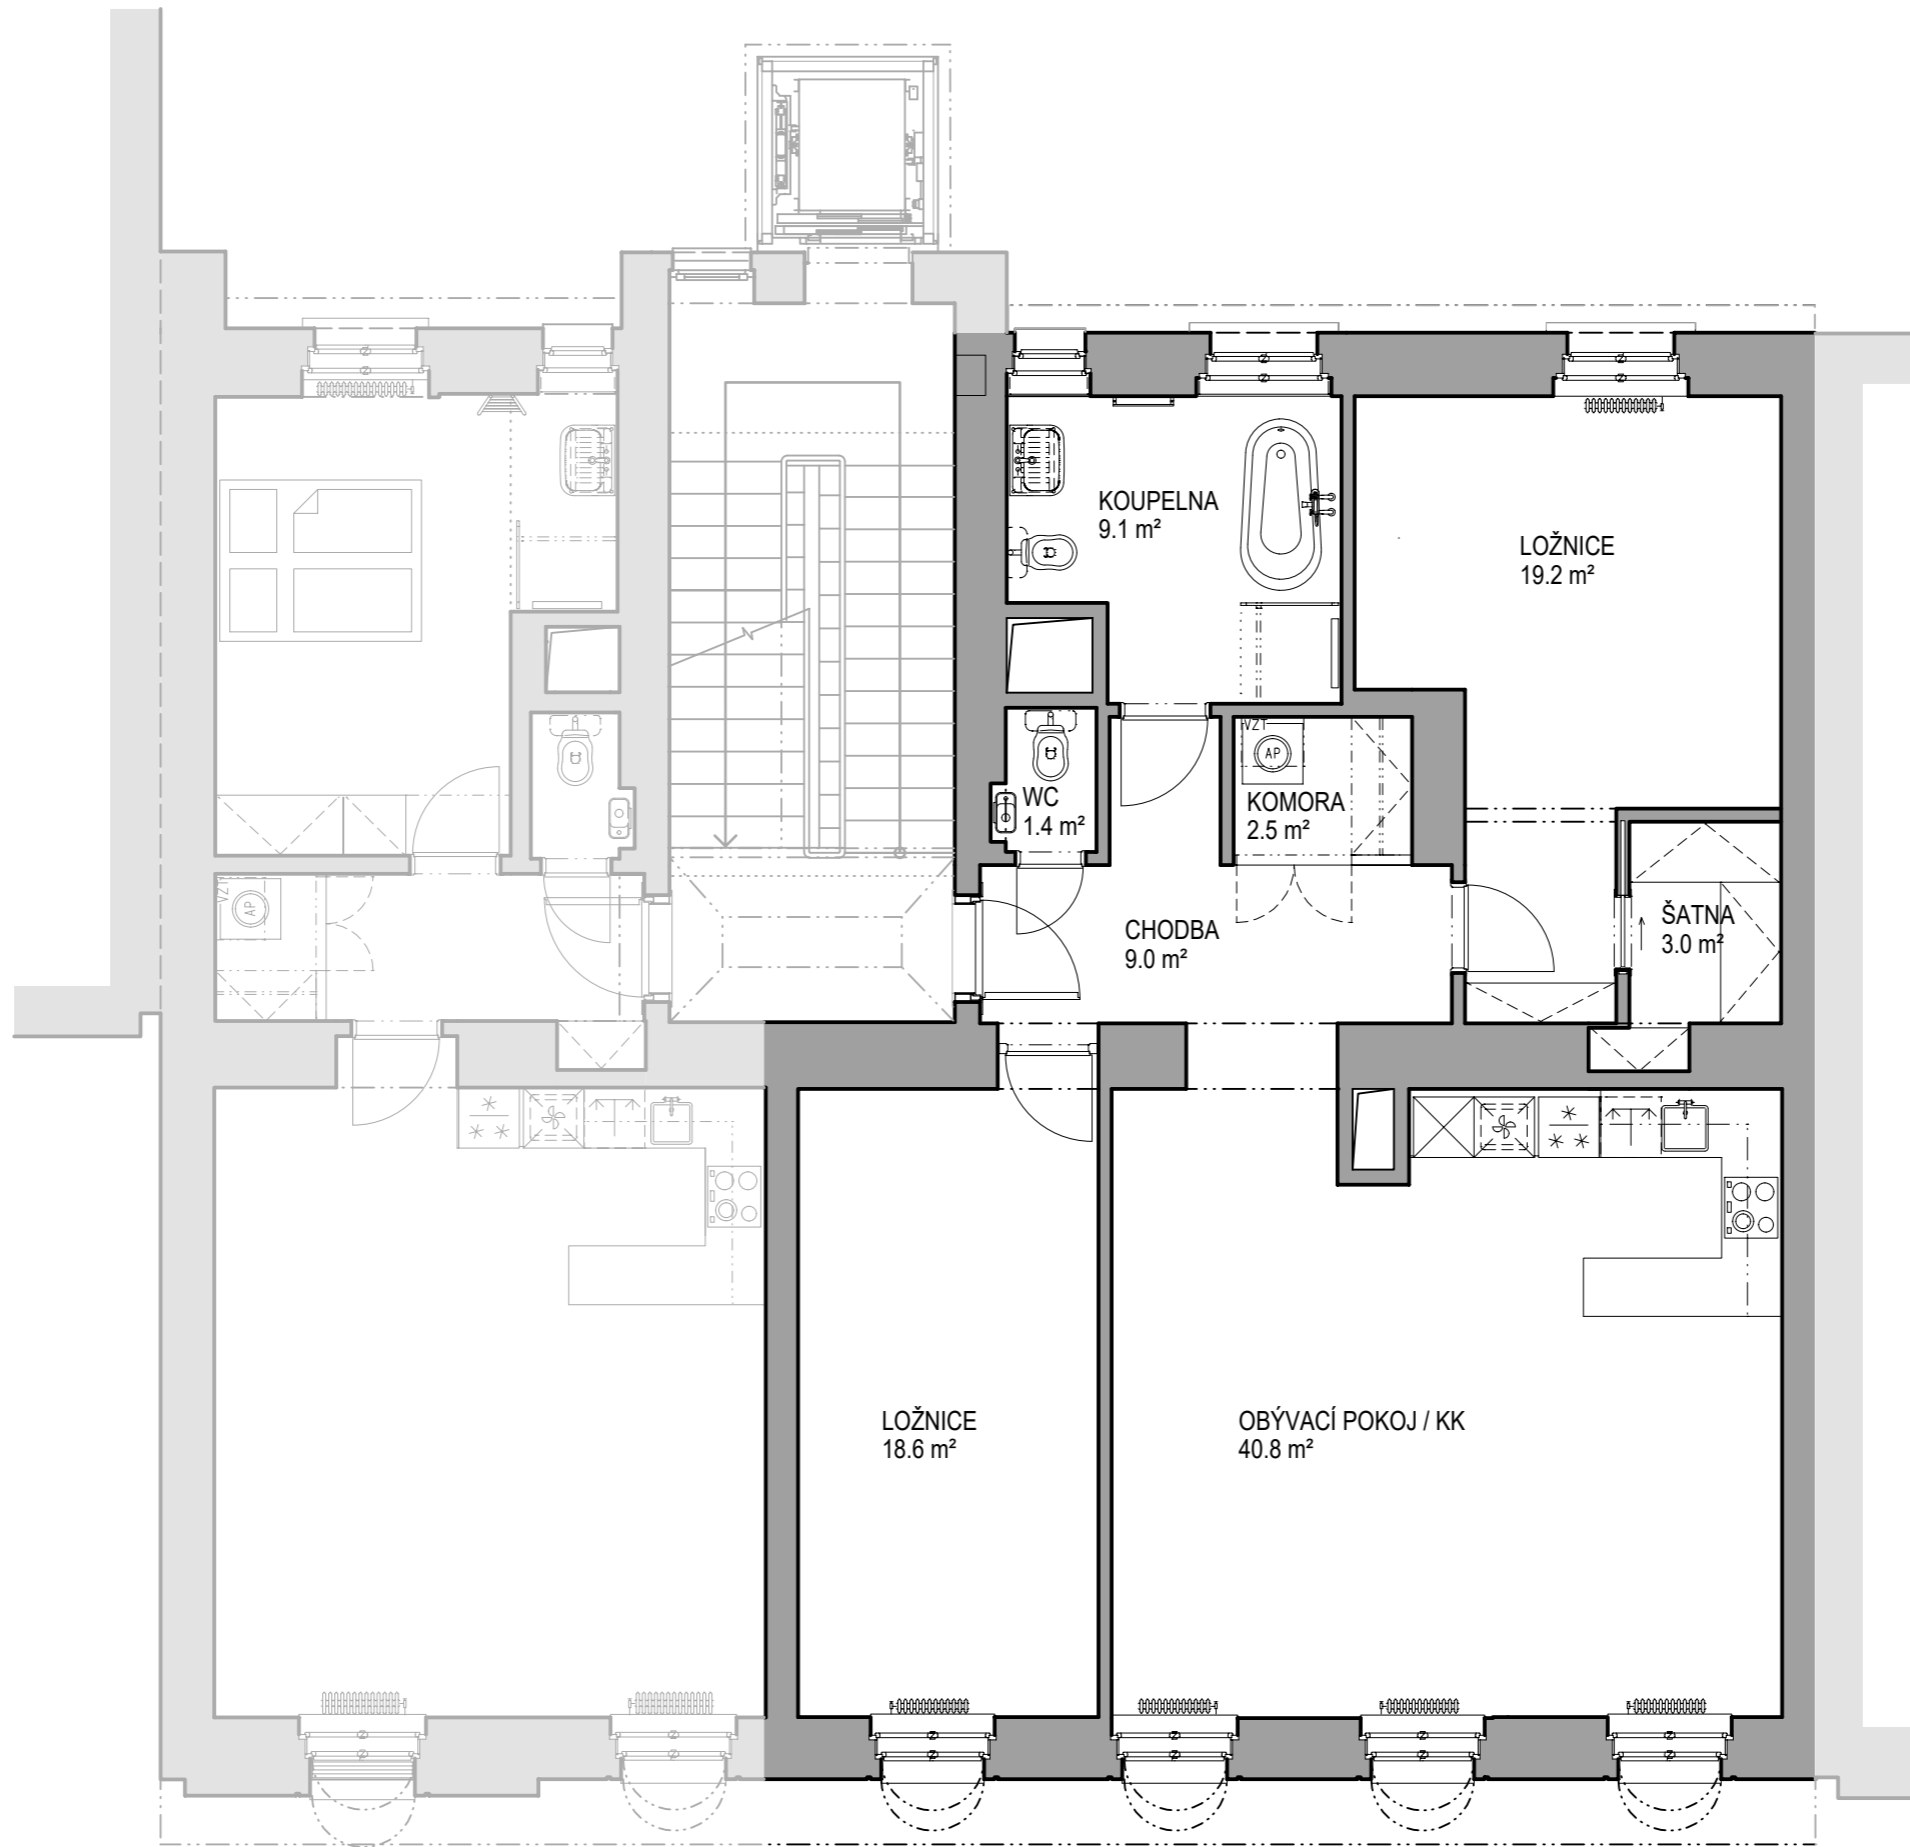 KOUPELNA
9.1 m²
LOŽNICE
19.2 m²
VZT
AP
WC
1.4 m²
KOMORA
2.5 m²
VZT
AP
CHODBA
9.0 m²
ŠATNA
3.0 m²
LOŽNICE
18.6 m²
OBÝVACÍ POKOJ / KK
40.8 m²